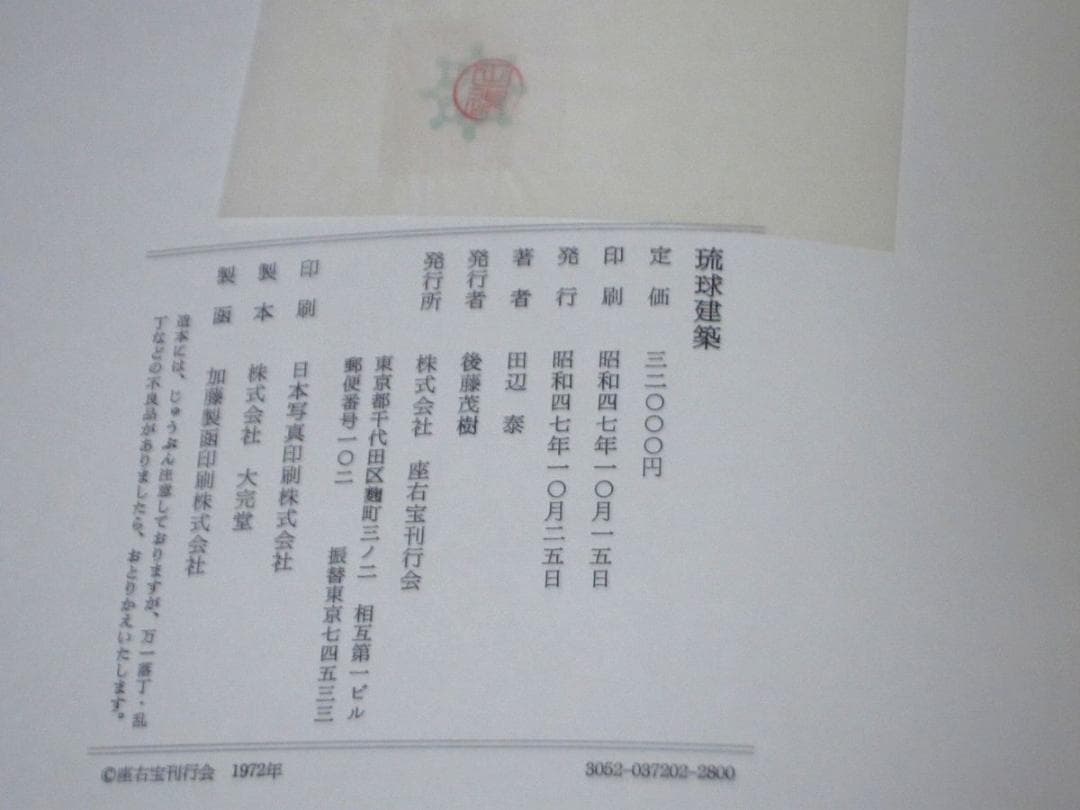 琉球建築
定価 三二〇〇〇円
印刷 昭和四七年一〇月一五日
発行 昭和四七年一〇月二五日
著者 田辺 泰
発行者 後藤茂樹
発行所 株式会社 座右宝刊行会
東京都千代田区麹町三ノ二 相互第一ビル
郵便番号一〇二 振替東京七四五三三
印刷 日本写真印刷株式会社
製本 株式会社 大完堂
製函 加藤製函印刷株式会社
造本には、じゅうぶん注意しておりますが、万一落丁・乱
丁などの不良品がありましたら、おとりかえいたします。
©座右宝刊行会 1972年
3052-037202-2800